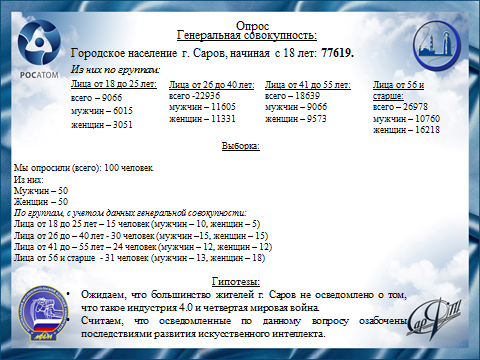 Опрос
Генеральная совокупность:
РОСАТОМ
Городское население г. Саров, начиная с 18 лет: 77619.
Из них по группам:
Лица от 18 до 25 лет:
всего – 9066
мужчин – 6015
женщин – 3051
Лица от 26 до 40 лет:
всего -22936
мужчин – 11605
женщин – 11331
Лица от 41 до 55 лет:
всего – 18639
мужчин – 9066
женщин – 9573
Лица от 56 и
старше:
всего – 26978
мужчин – 10760
женщин – 16218
Выборка:
Мы опросили (всего): 100 человек.
Из них:
Мужчин – 50
Женщин – 50
По группам, с учетом данных генеральной совокупности:
Лица от 18 до 25 лет – 15 человек (мужчин – 10, женщин – 5)
Лица от 26 до – 40 лет - 30 человек (мужчин –15, женщин – 15)
Лица от 41 до – 55 лет – 24 человек (мужчин – 12, женщин – 12)
Лица от 56 и старше - 31 человек (мужчин – 13, женщин – 18)
Гипотезы:
• Ожидаем, что большинство жителей г. Саров не осведомлено о том,
что такое индустрия 4.0 и четвертая мировая война.
• Считаем, что осведомленные по данному вопросу озабочены
последствиями развития искусственного интеллекта.